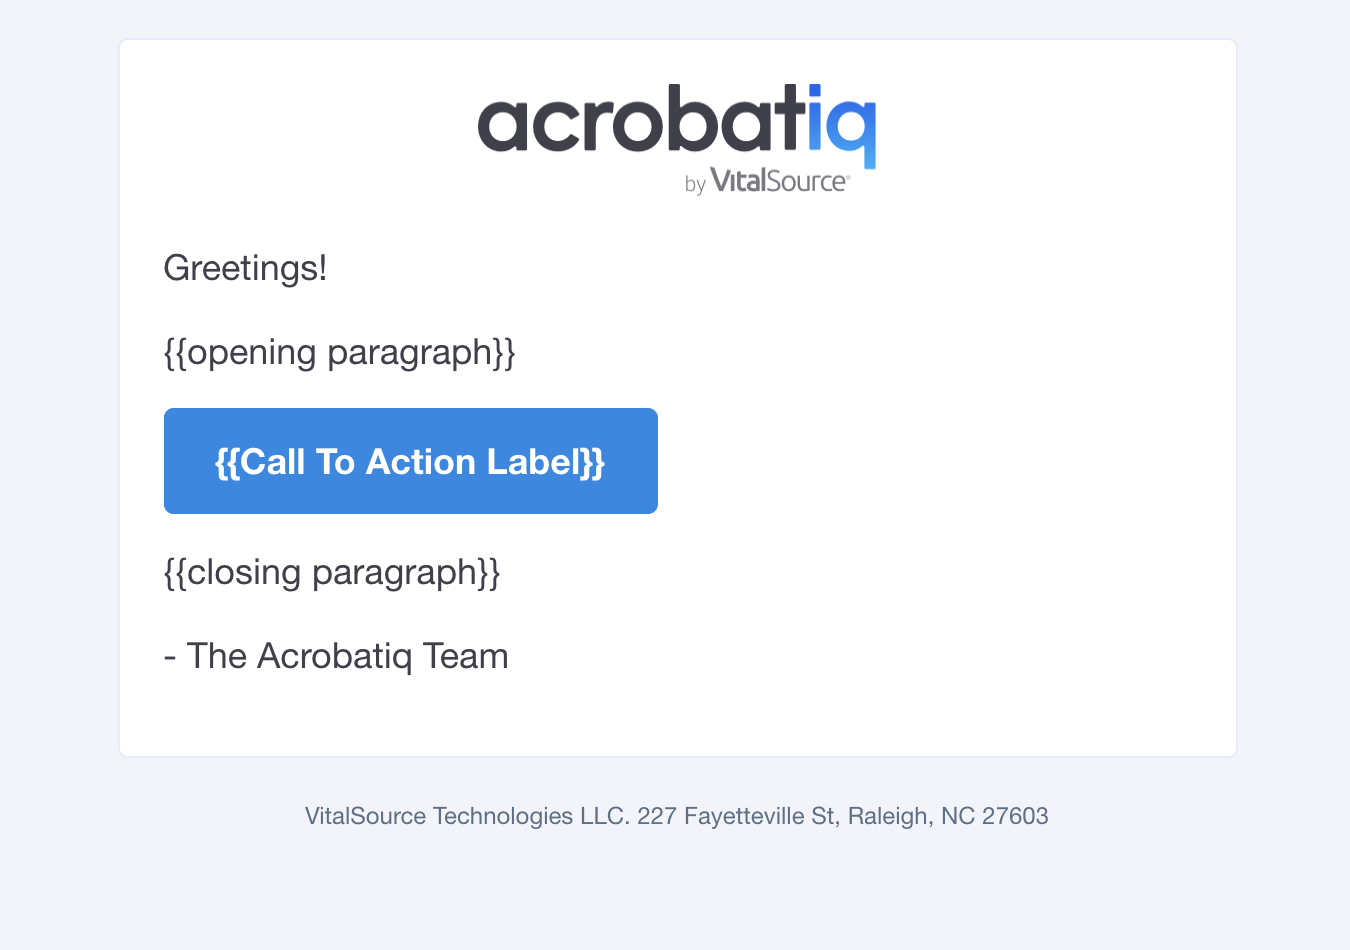 acrobatiq
by VitalSource®
Greetings!
{{opening paragraph}}
{{Call To Action Label}}
{{closing paragraph}}
- The Acrobatiq Team
VitalSource Technologies LLC. 227 Fayetteville St, Raleigh, NC 27603